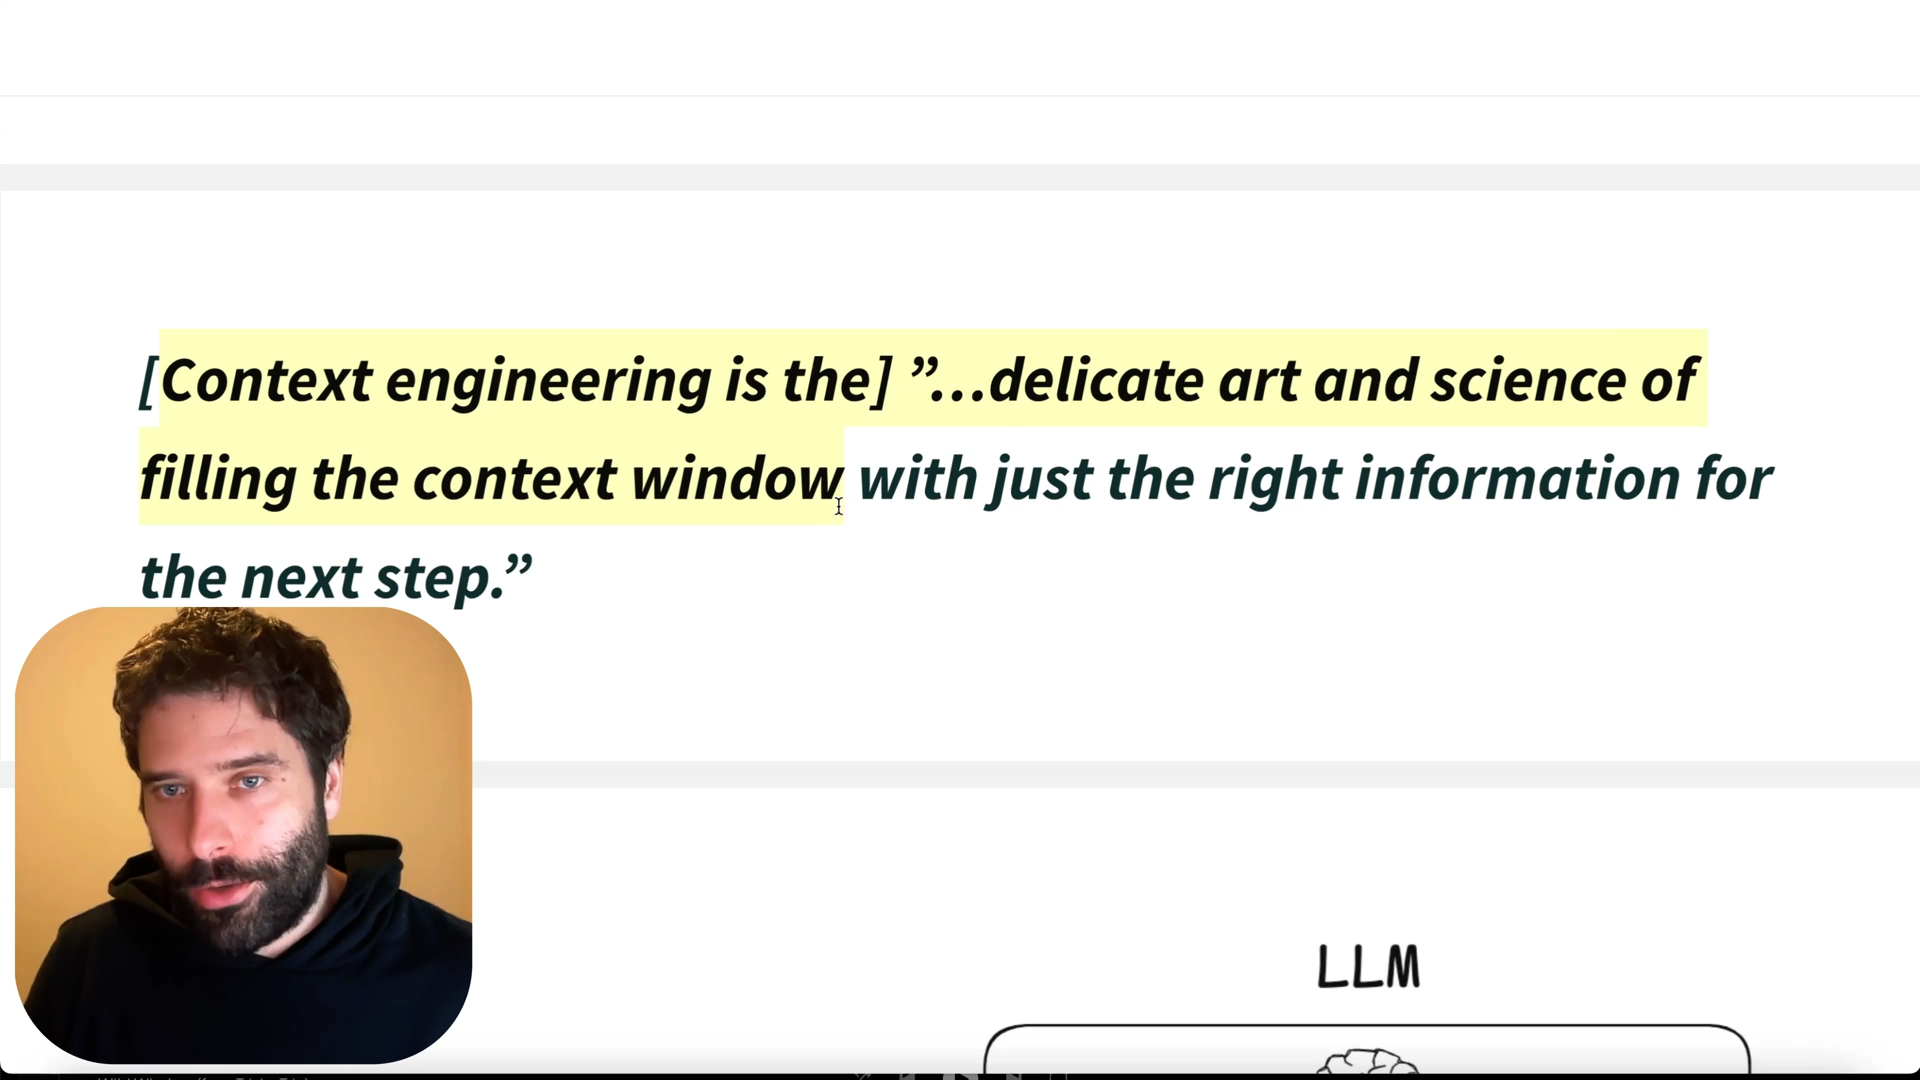 [Context engineering is the] ”...delicate art and science of
filling the context window with just the right information for
the next step.”
LLM